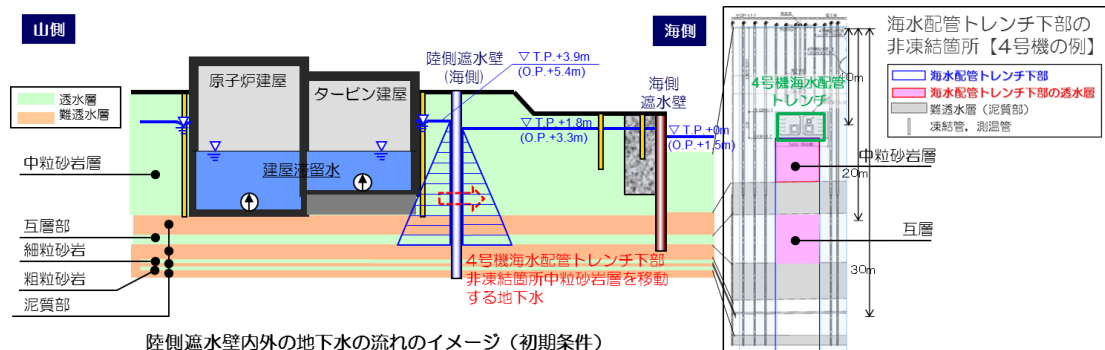 山側
海側
透水層
難透水層
原子炉建屋
タービン建屋
建屋滞留水
陸側遮水壁
(海側)
▽T.P.+3.9m
(O.P.+5.4m)
海側
遮水壁
▽T.P.+1.8m
(O.P.+3.3m)
▽T.P.+0m
(O.P.+1.5m)
中粒砂岩層
互層部
細粒砂岩
粗粒砂岩
泥質部
4号機海水配管トレンチ下部
非凍結箇所中粒砂岩層を移動
する地下水
陸側遮水壁内外の地下水の流れのイメージ(初期条件)
海水配管トレンチ下部の
非凍結箇所【4号機の例】
海水配管トレンチ下部
海水配管トレンチ下部の透水層
難透水層(泥質部)
凍結管,測温管
4号機海水配管
トレンチ
中粒砂岩層
20m
互層
30m